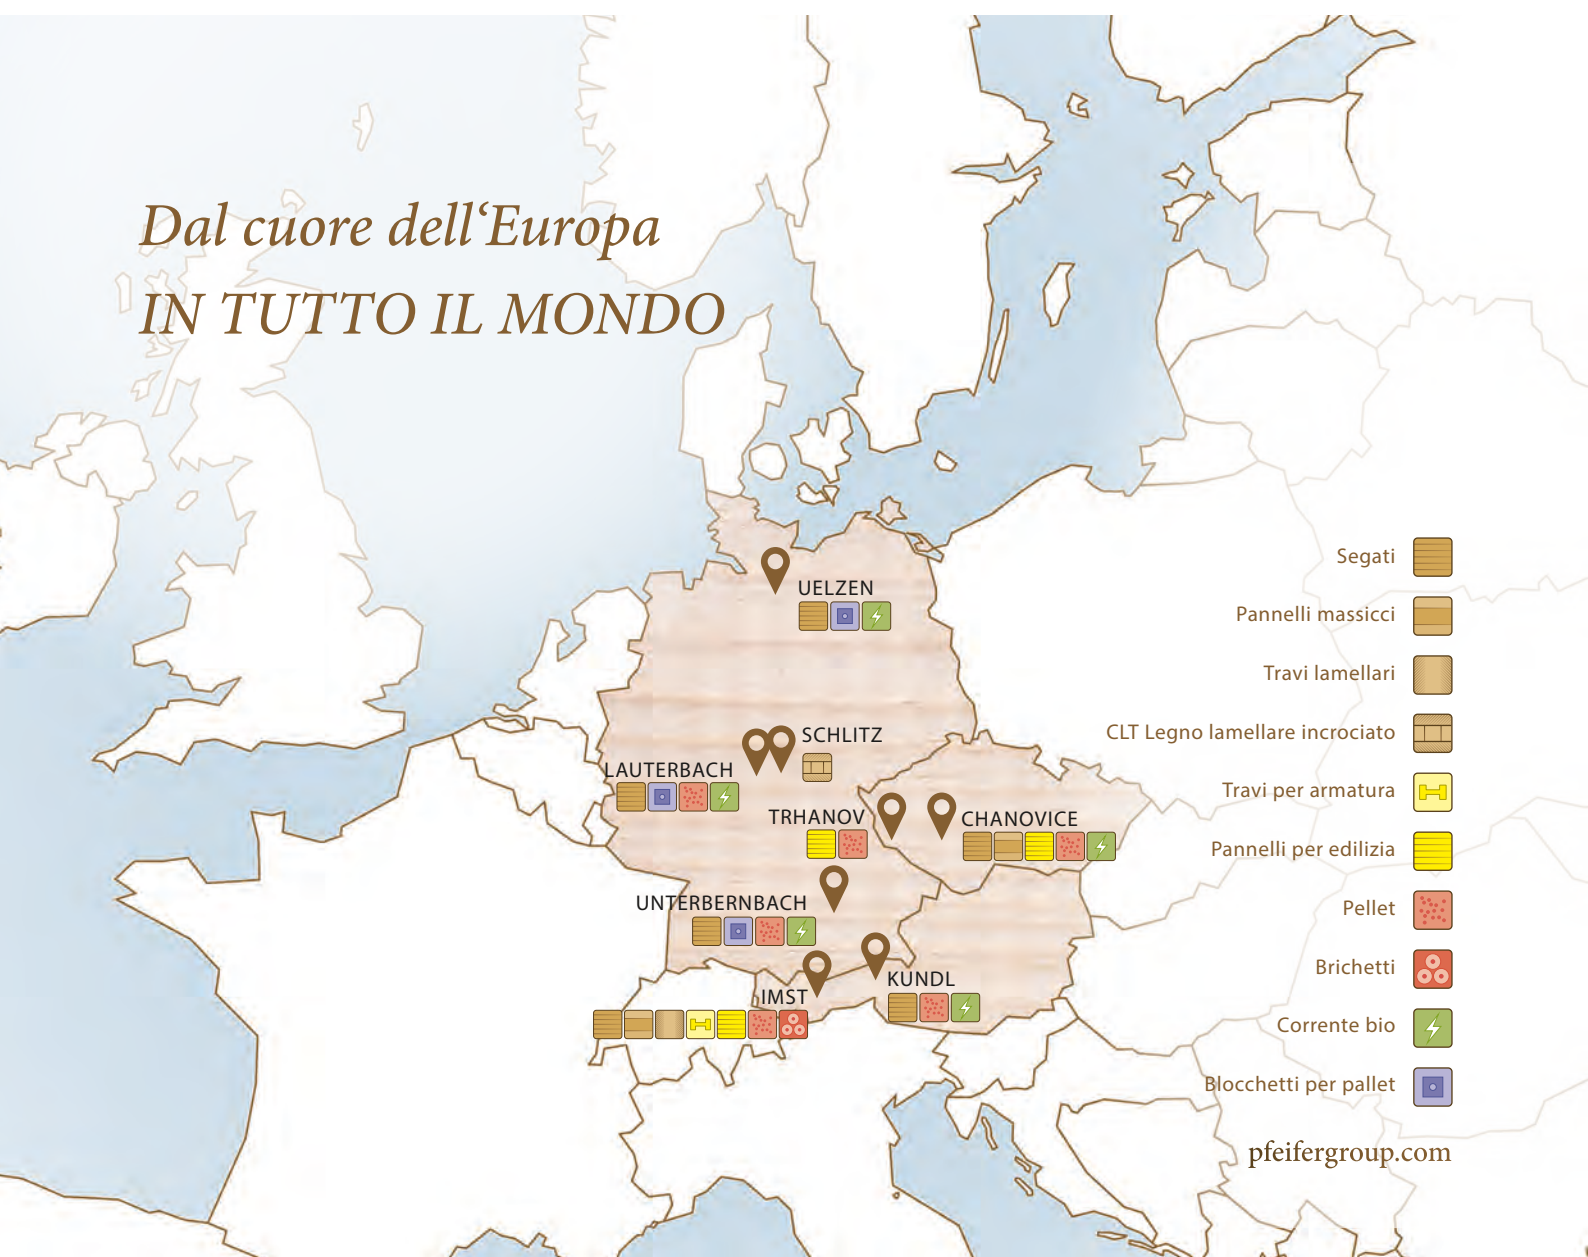 Dal cuore dell‘Europa
IN TUTTO IL MONDO
UELZEN
SCHLITZ
LAUTERBACH
TRHANOV
CHANOVICE
UNTERBERNBACH
KUNDL
IMST
Segati
Pannelli massicci
Travi lamellari
CLT Legno lamellare incrociato
Travi per armatura
Pannelli per edilizia
Pellet
Brichetti
Corrente bio
Blocchetti per pallet
pfeifergroup.com